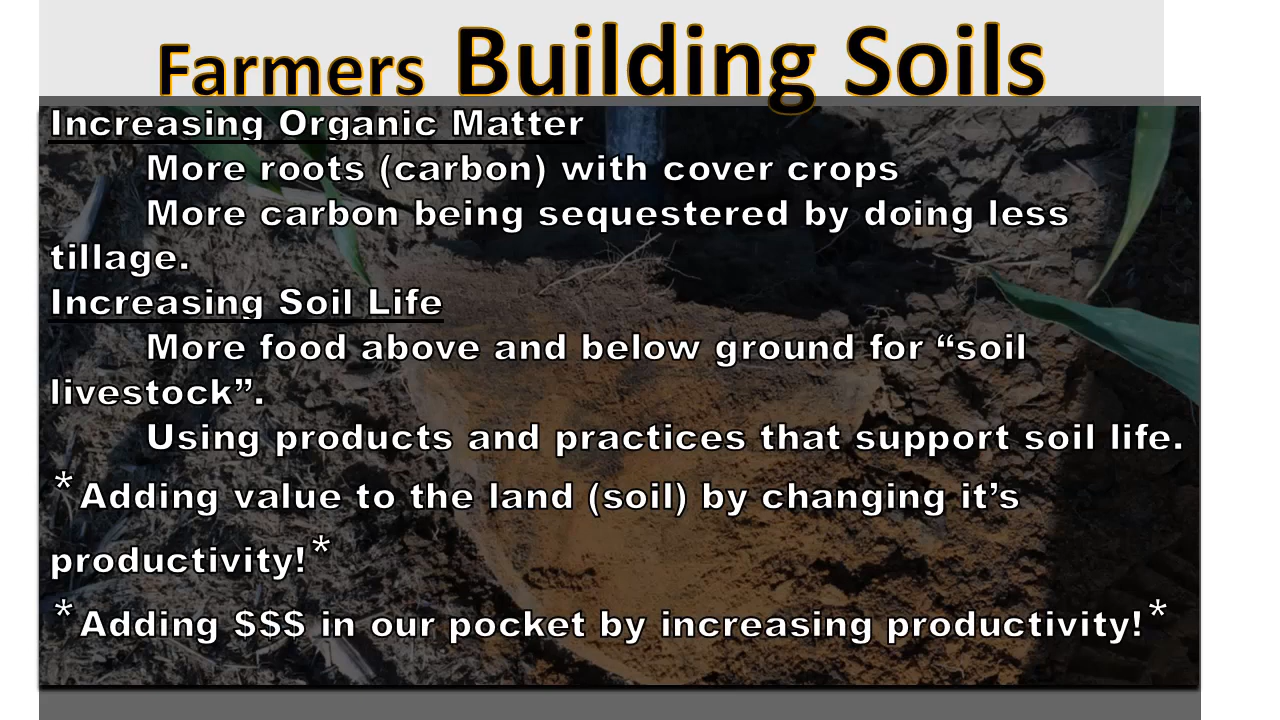 Farmers Building Soils
Increasing Organic Matter
More roots (carbon) with cover crops
More carbon being sequestered by doing less
tillage.
Increasing Soil Life
More food above and below ground for “soil
livestock”.
Using products and practices that support soil life.
*Adding value to the land (soil) by changing it’s
productivity!*
*Adding $$$ in our pocket by increasing productivity!*